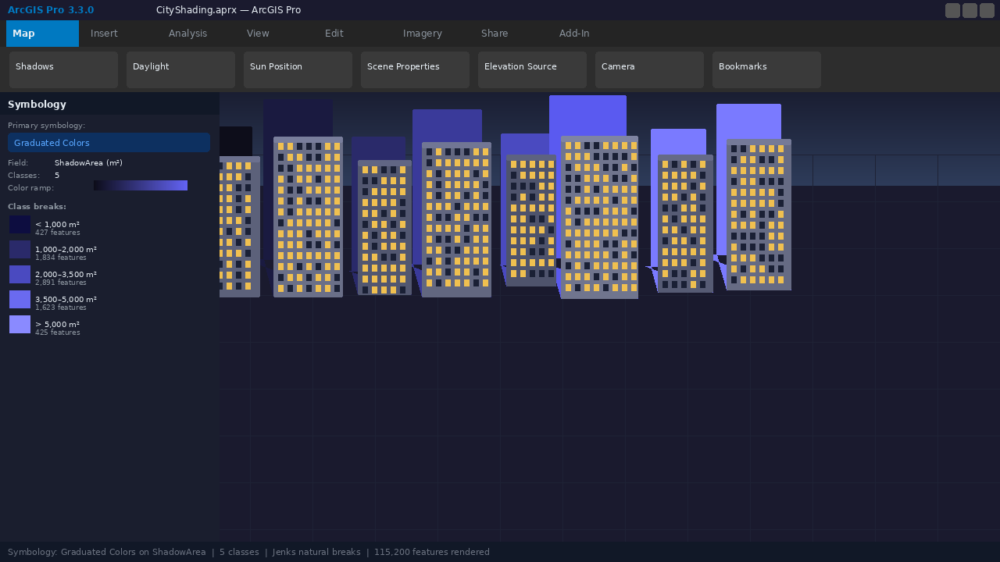 ArcGIS Pro 3.3.0 CityShading.aprx — ArcGIS Pro
Map Insert Analysis View Edit Imagery Share Add-In
Shadows Daylight Sun Position Scene Properties Elevation Source Camera Bookmarks
Symbology
Primary symbology:
Graduated Colors
Field: ShadowArea (m²)
Classes: 5
Color ramp:
Class breaks:
< 1,000 m²
427 features
1,000–2,000 m²
1,834 features
2,000–3,500 m²
2,891 features
3,500–5,000 m²
1,623 features
> 5,000 m²
425 features
Symbology: Graduated Colors on ShadowArea | 5 classes | Jenks natural breaks | 115,200 features rendered